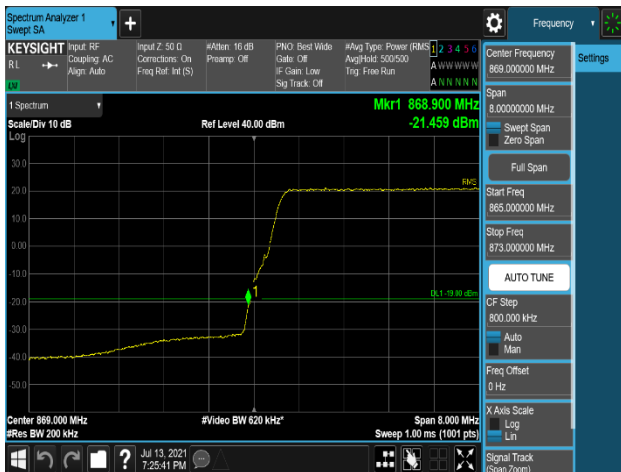 Spectrum Analyzer 1
Swept SA
+
Frequency
KEYSIGHT
Input: RF
Input Z: 50 Ω
#Atten: 16 dB
PNO: Best Wide
#Avg Type: Power (RMS
1 2 3 4 5 6
RL
Coupling: AC
Corrections: On
Preamp: Off
Gate: Off
Avg|Hold: 500/500
A W W W W W
Align: Auto
Freq Ref: Int (S)
IF Gain: Low
Trig: Free Run
Sig Track: Off
A N N N N N
LXI
1 Spectrum
Mkr1 868.900 MHz
Scale/Div 10 dB
Ref Level 40.00 dBm
-21.459 dBm
Log
30.0
RMS
20.0
10.0
0.00
-10.0
1
DL1 -19.00 dBm
-20.0
-30.0
-40.0
-50.0
Center 869.000 MHz
#Video BW 620 kHz*
Span 8.000 MHz
#Res BW 200 kHz
Sweep 1.00 ms (1001 pts)
?
Jul 13, 2021
7:25:41 PM
Center Frequency
869.000000 MHz
Settings
Span
8.00000000 MHz
Swept Span
Zero Span
Full Span
Start Freq
865.000000 MHz
Stop Freq
873.000000 MHz
AUTO TUNE
CF Step
800.000 kHz
Auto
Man
Freq Offset
0 Hz
X Axis Scale
Log
Lin
Signal Track
(Span Zoom)